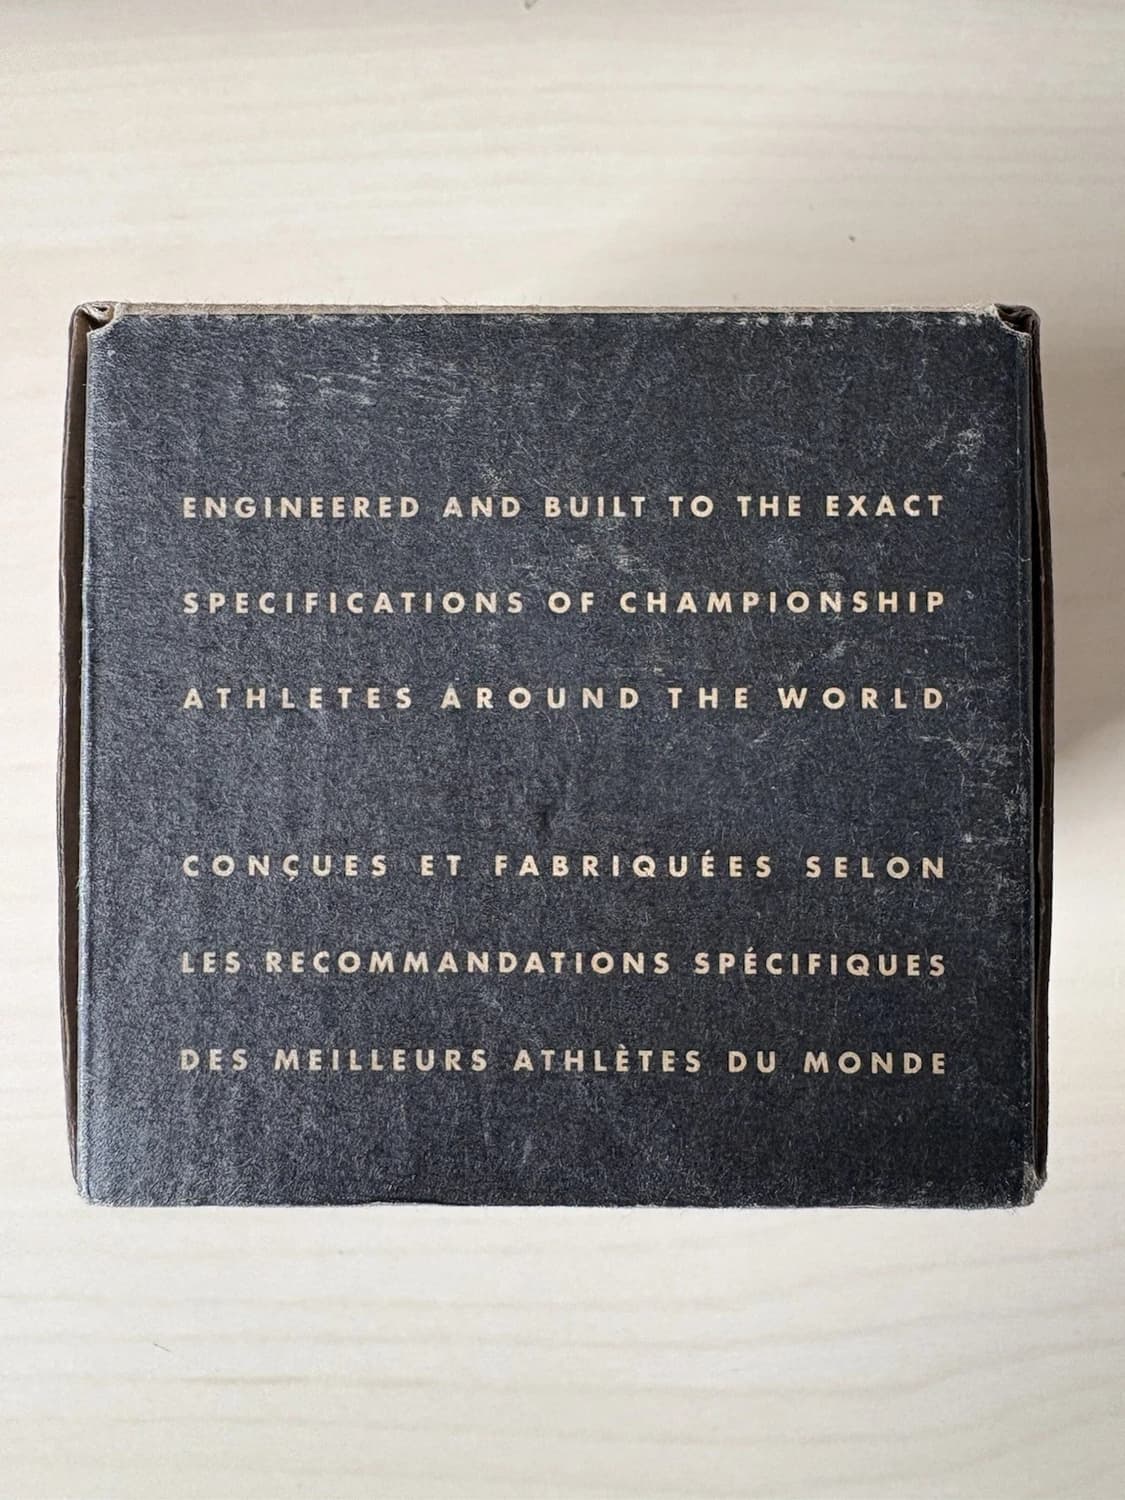 ENGINEERED AND BUILT TO THE EXACT
SPECIFICATIONS OF CHAMPIONSHIP
ATHLETES AROUND THE WORLD
CONÇUES ET FABRIQUÉES SELON
LES RECOMMANDATIONS SPÉCIFIQUES
DES MEILLEURS ATHLÈTES DU MONDE